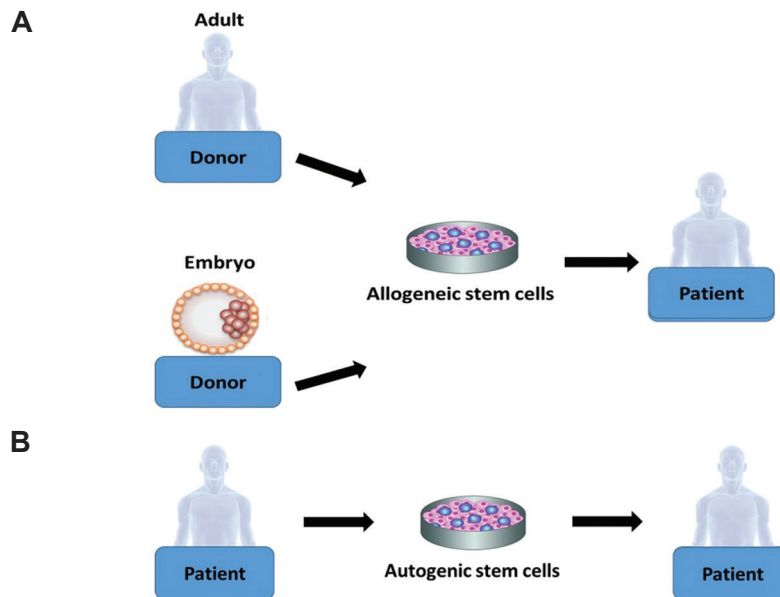 A
Adult
Donor
Embryo
Donor
Allogeneic stem cells
Patient
B
Patient
Autogenic stem cells
Patient